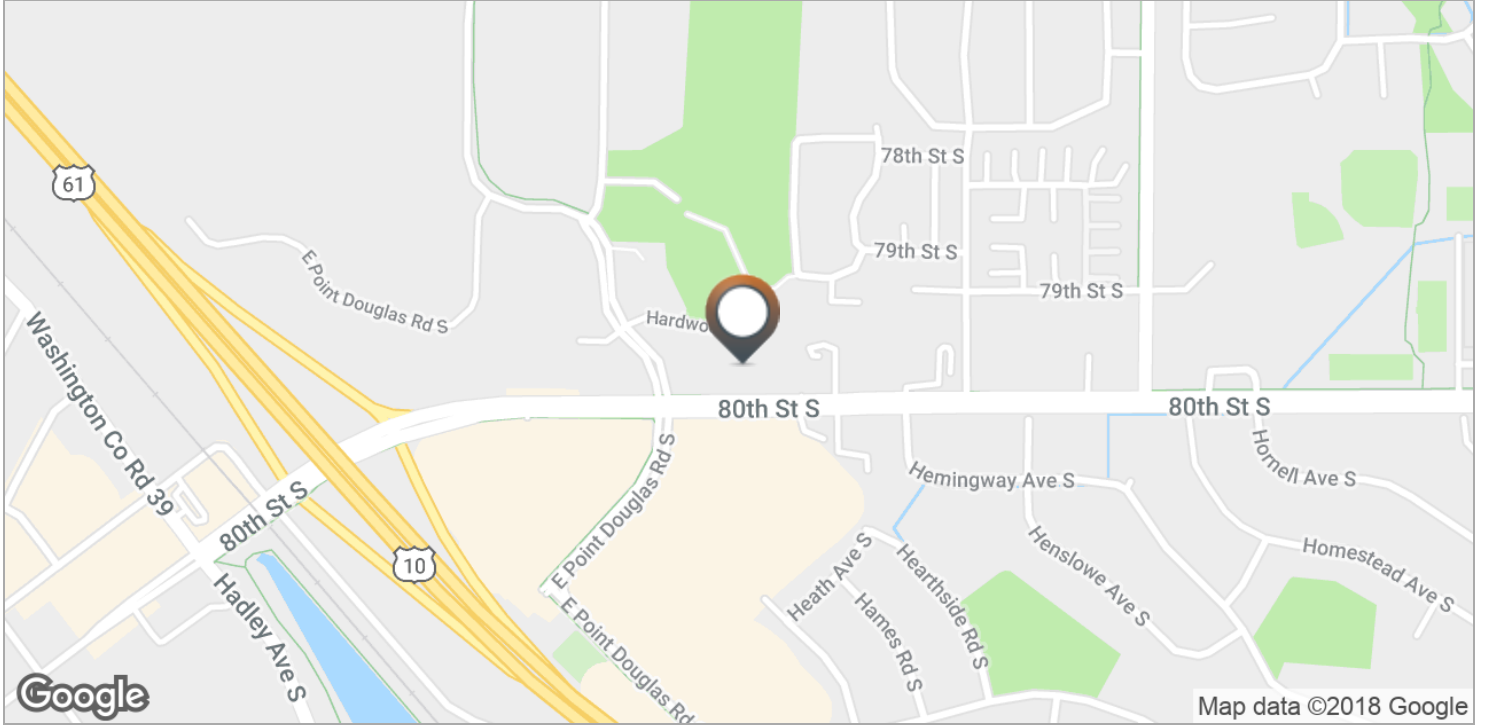 78th St S
61
79th St S
E Point Douglas Rd S
79th St S
Hardwo
Washington Co Rd 39
80th St S
80th St S
Hornell Ave S
Hemingway Ave S
80th St S
E Point Douglas Rd S
10
Heath Ave S
Hearthside Rd S
Henslowe Ave S
Homestead Ave S
Hadley Ave S
E Point Douglas Rd
Hames Rd S
Google
Map data ©2018 Google